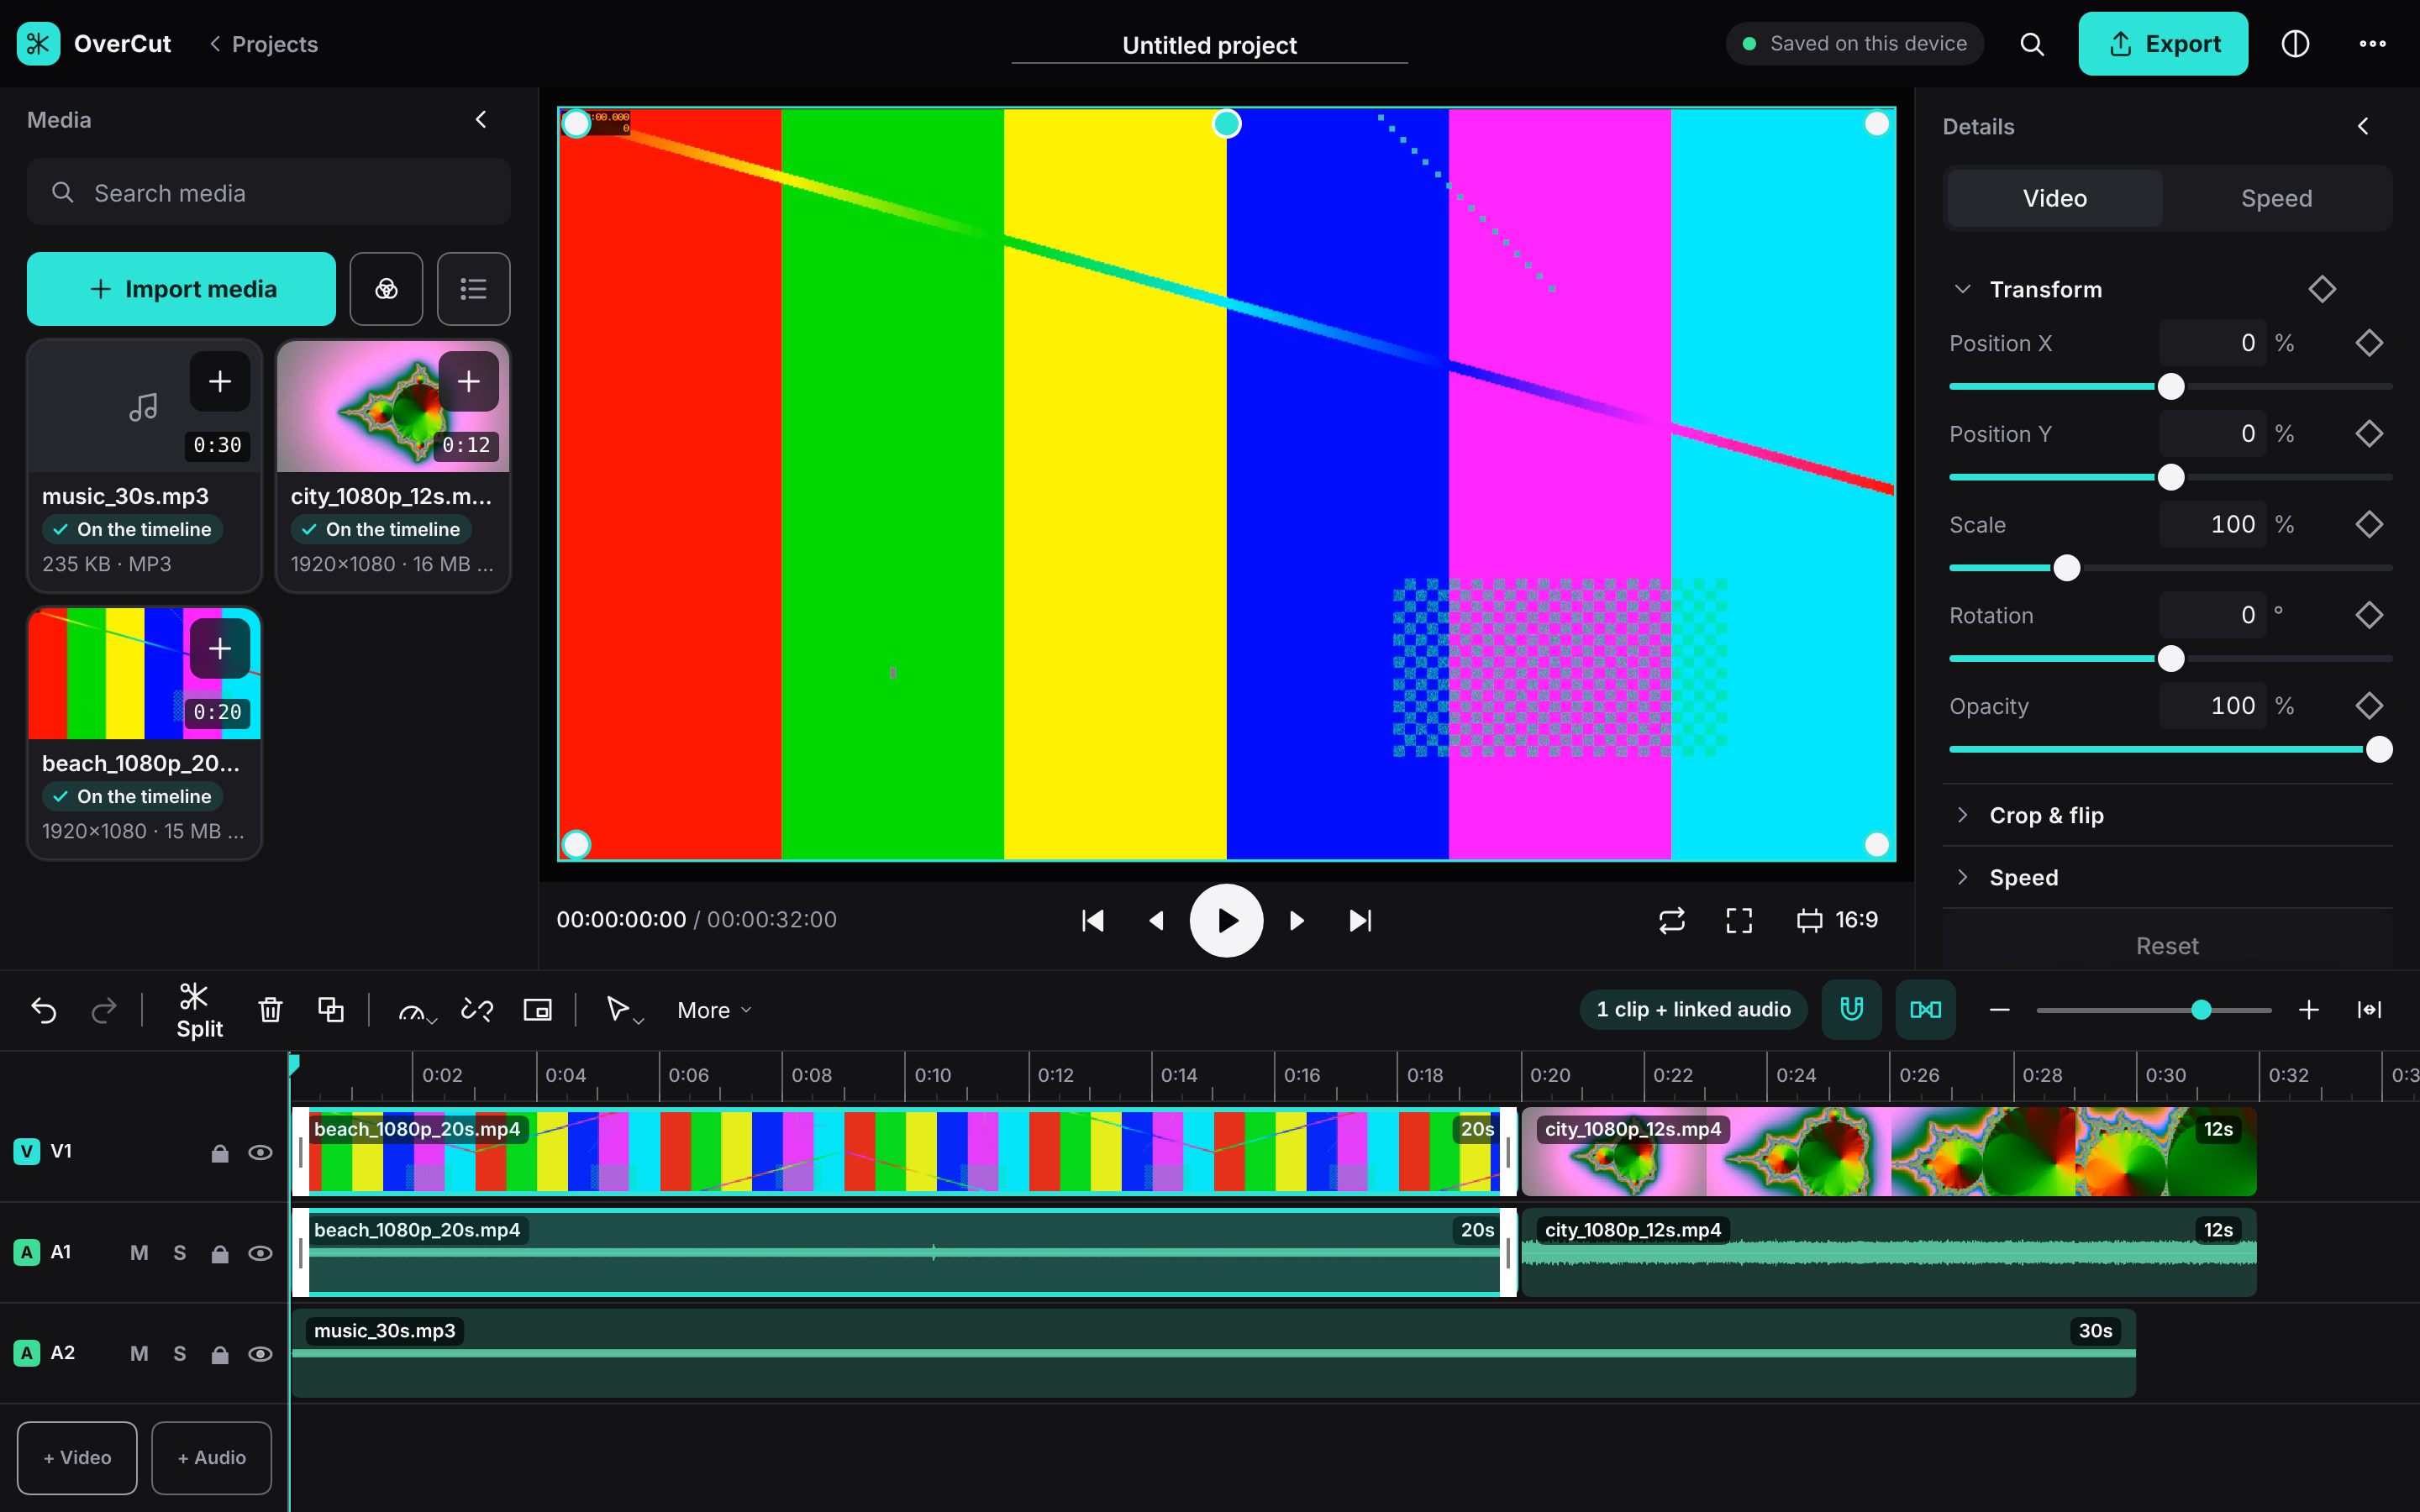 OverCut
Projects
Untitled project
Saved on this device
Export
Media
Search media
Import media
0:30
music_30s.mp3
On the timeline
235 KB · MP3
0:12
city_1080p_12s.m...
On the timeline
1920×1080 · 16 MB ...
0:20
beach_1080p_20...
On the timeline
1920×1080 · 15 MB ...
:00.000
0
00:00:00:00 / 00:00:32:00
16:9
Details
Video
Speed
Transform
Position X 0 %
Position Y 0 %
Scale 100 %
Rotation 0 °
Opacity 100 %
Crop & flip
Speed
Reset
Split
More
1 clip + linked audio
0:02 0:04 0:06 0:08 0:10 0:12 0:14 0:16 0:18 0:20 0:22 0:24 0:26 0:28 0:30 0:32 0:3
V V1
beach_1080p_20s.mp4 20s
city_1080p_12s.mp4 12s
A A1 M S
beach_1080p_20s.mp4 20s
city_1080p_12s.mp4 12s
A A2 M S
music_30s.mp3 30s
+ Video
+ Audio